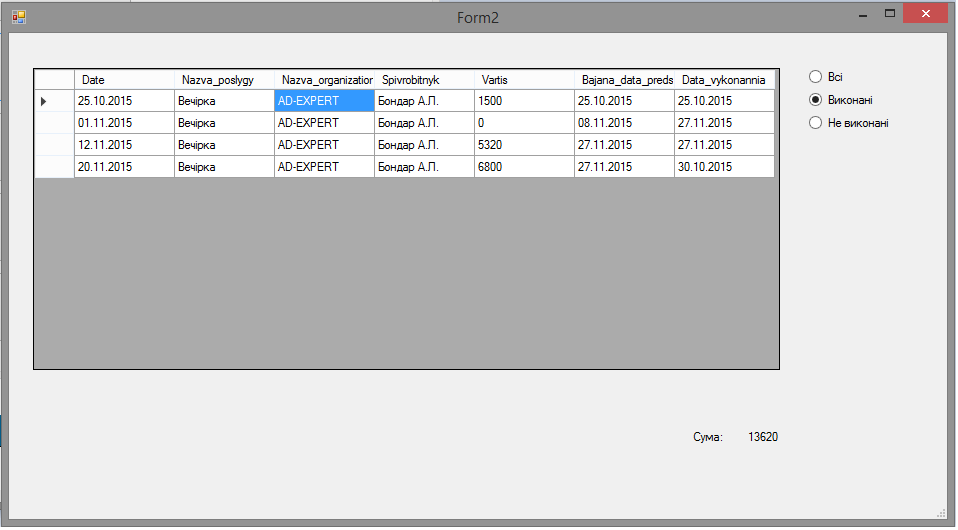 Form2
Date Nazva_poslygy Nazva_organization Spivrobitnyk Vartis Bajana_data_preds Data_vykonannia
25.10.2015 Вечірка AD-EXPERT Бондар А.Л. 1500 25.10.2015 25.10.2015
01.11.2015 Вечірка AD-EXPERT Бондар А.Л. 0 08.11.2015 27.11.2015
12.11.2015 Вечірка AD-EXPERT Бондар А.Л. 5320 27.11.2015 27.11.2015
20.11.2015 Вечірка AD-EXPERT Бондар А.Л. 6800 27.11.2015 30.10.2015
Всі
Виконані
Не виконані
Сума: 13620